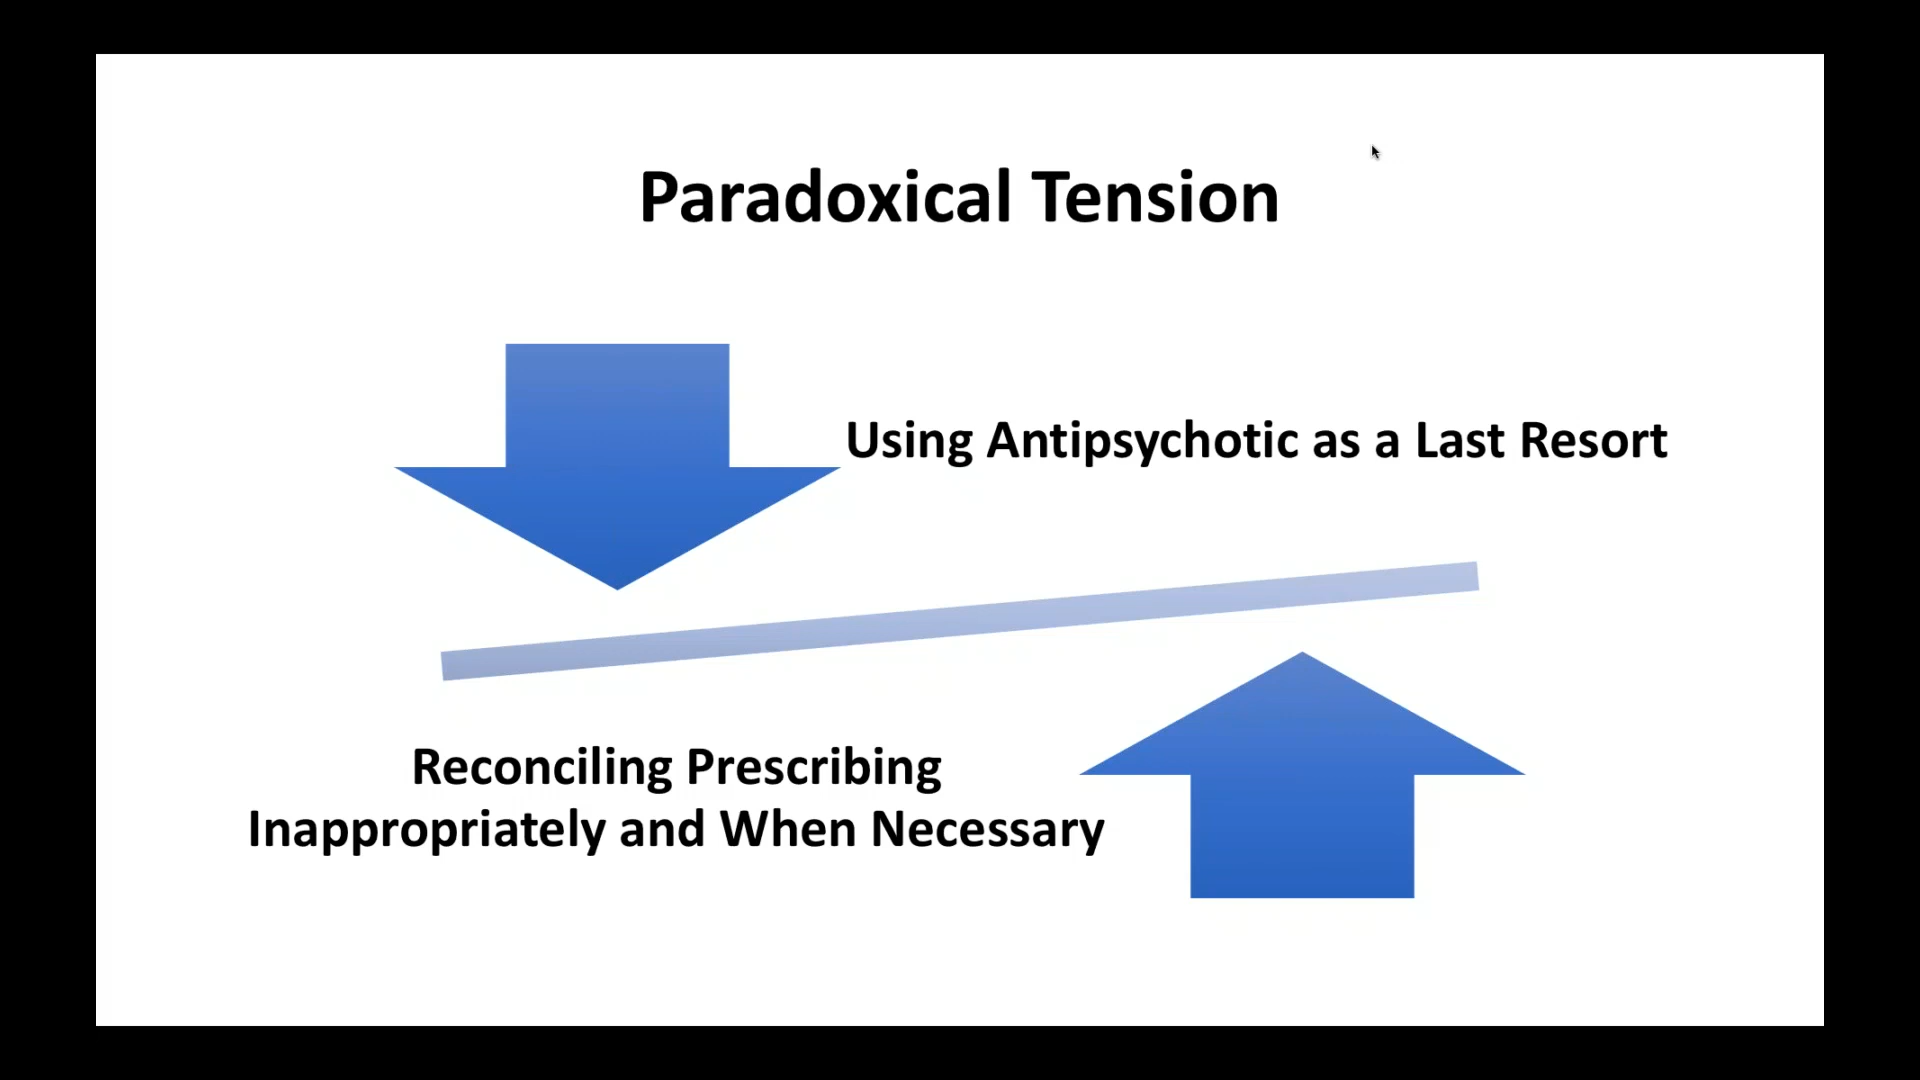 Paradoxical Tension
Using Antipsychotic as a Last Resort
Reconciling Prescribing
Inappropriately and When Necessary